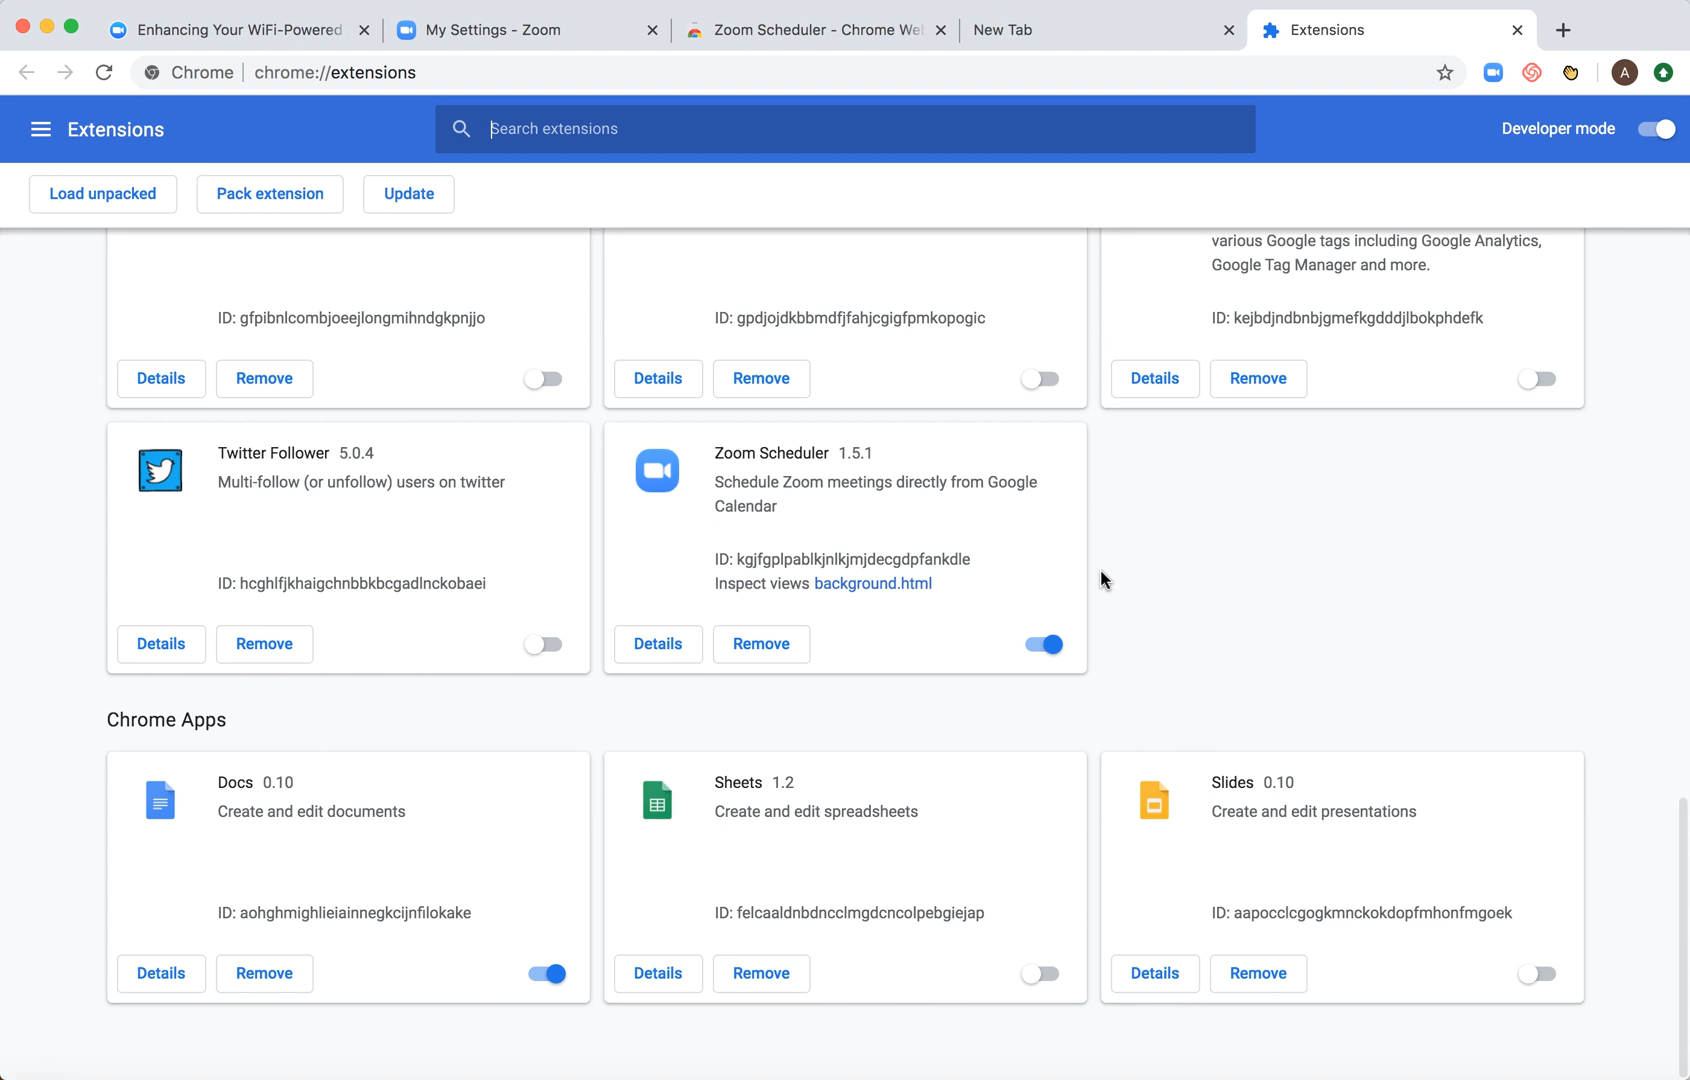 Enhancing Your WiFi-Powered
My Settings - Zoom
Zoom Scheduler - Chrome We
New Tab
Extensions
Chrome
chrome://extensions
A
Extensions
Search extensions
Developer mode
Load unpacked
Pack extension
Update
various Google tags including Google Analytics,
Google Tag Manager and more.
ID: gfpibnlcombjoeejlongmihndgkpnjjo
ID: gpdjojdkbbmdfjfahjcgigfpmkopogic
ID: kejbdjndbnbjgmefkgdddjlbokphdefk
Details
Remove
Details
Remove
Details
Remove
Twitter Follower 5.0.4
Multi-follow (or unfollow) users on twitter
ID: hcghlfjkhaigchnbbkbcgadlnckobaei
Details
Remove
Zoom Scheduler 1.5.1
Schedule Zoom meetings directly from Google
Calendar
ID: kgjfgplpablkjnlkjmjdecgdpfankdle
Inspect views background.html
Details
Remove
Chrome Apps
Docs 0.10
Create and edit documents
ID: aohghmighlieiainnegkcijnfilokake
Details
Remove
Sheets 1.2
Create and edit spreadsheets
ID: felcaaldnbdncclmgdcncolpebgiejap
Details
Remove
Slides 0.10
Create and edit presentations
ID: aapocclcgogkmnckokdopfmhonfmgoek
Details
Remove